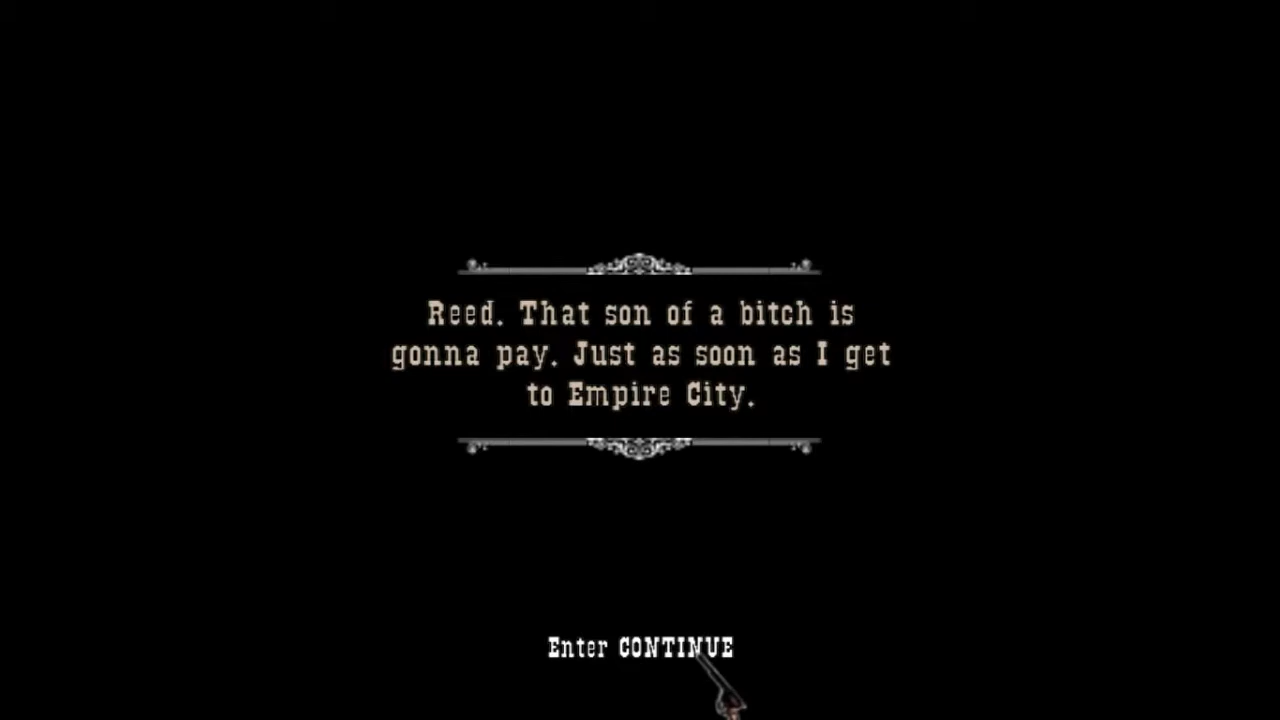 Reed. That son of a bitch is
gonna pay. Just as soon as I get
to Empire City.
Enter CONTINUE